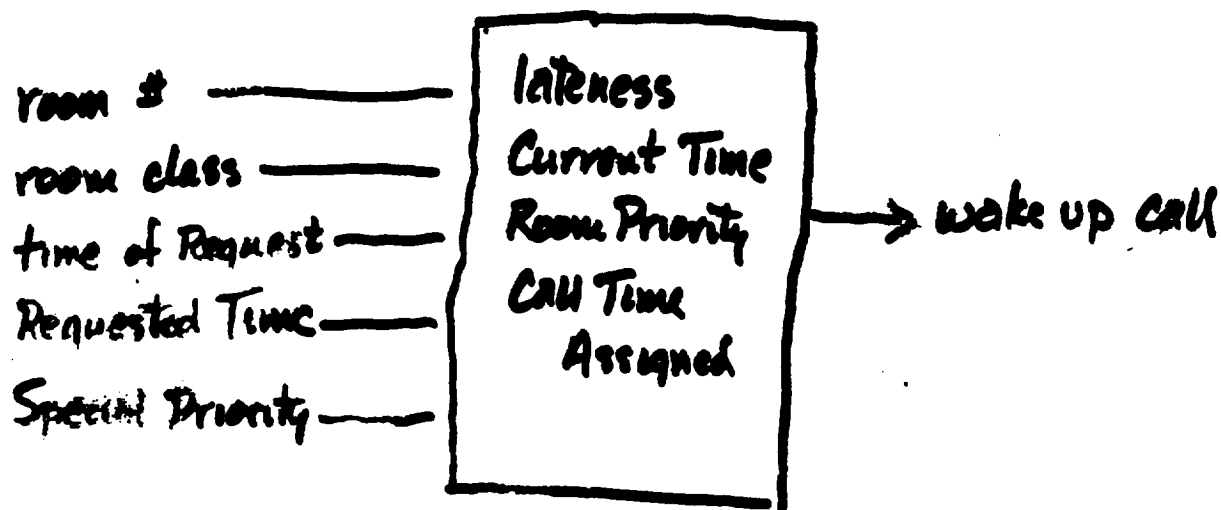 room #
room class
time of Request
Requested Time
Special Priority
lateness
Current Time
Room Priority
Call Time
Assigned
wake up call